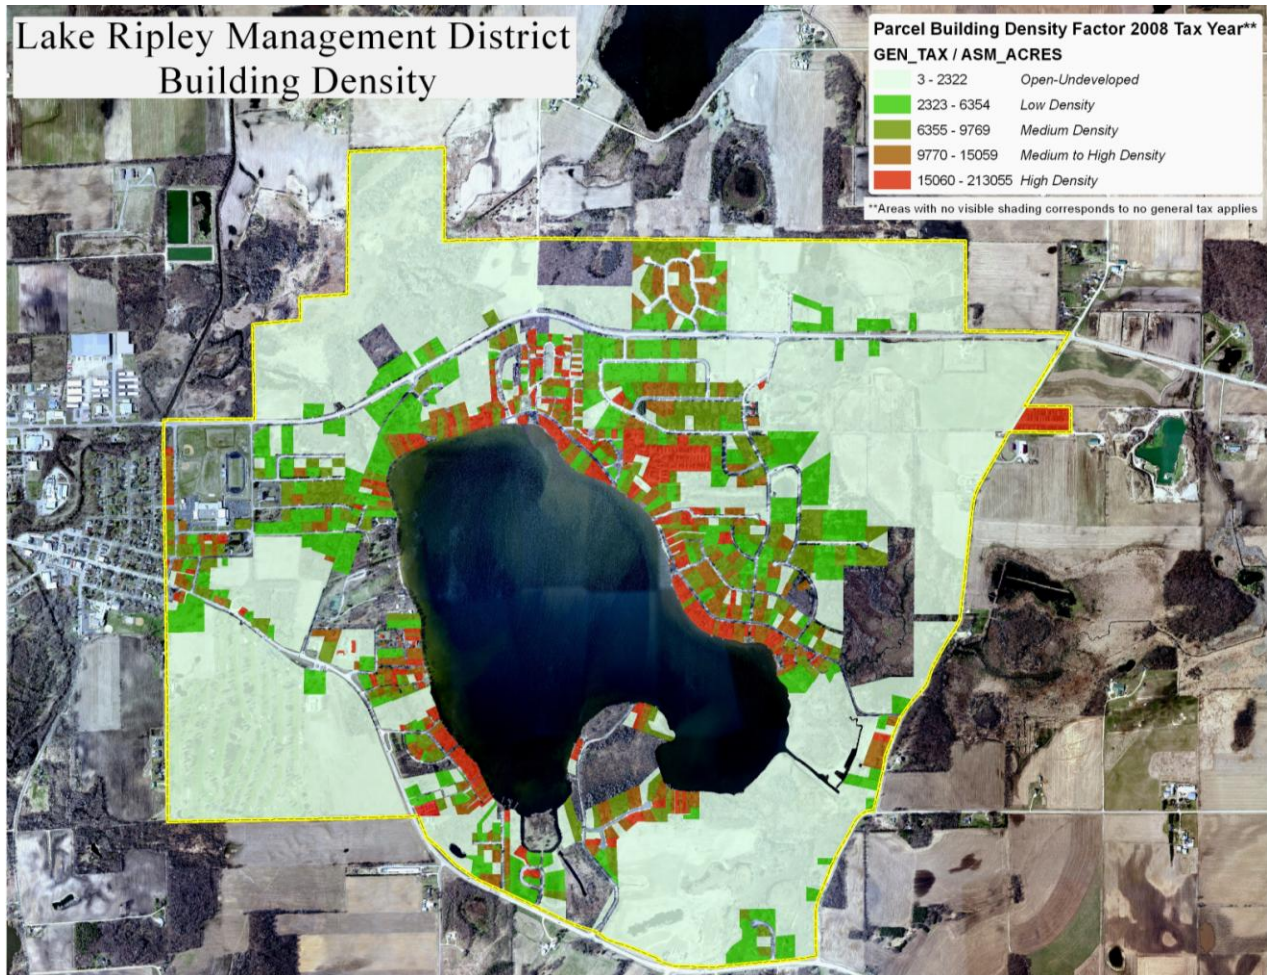 Lake Ripley Management District
Building Density
Parcel Building Density Factor 2008 Tax Year**
GEN_TAX / ASM_ACRES
3 - 2322 Open-Undeveloped
2323 - 6354 Low Density
6355 - 9769 Medium Density
9770 - 15059 Medium to High Density
15060 - 213055 High Density
**Areas with no visible shading corresponds to no general tax applies